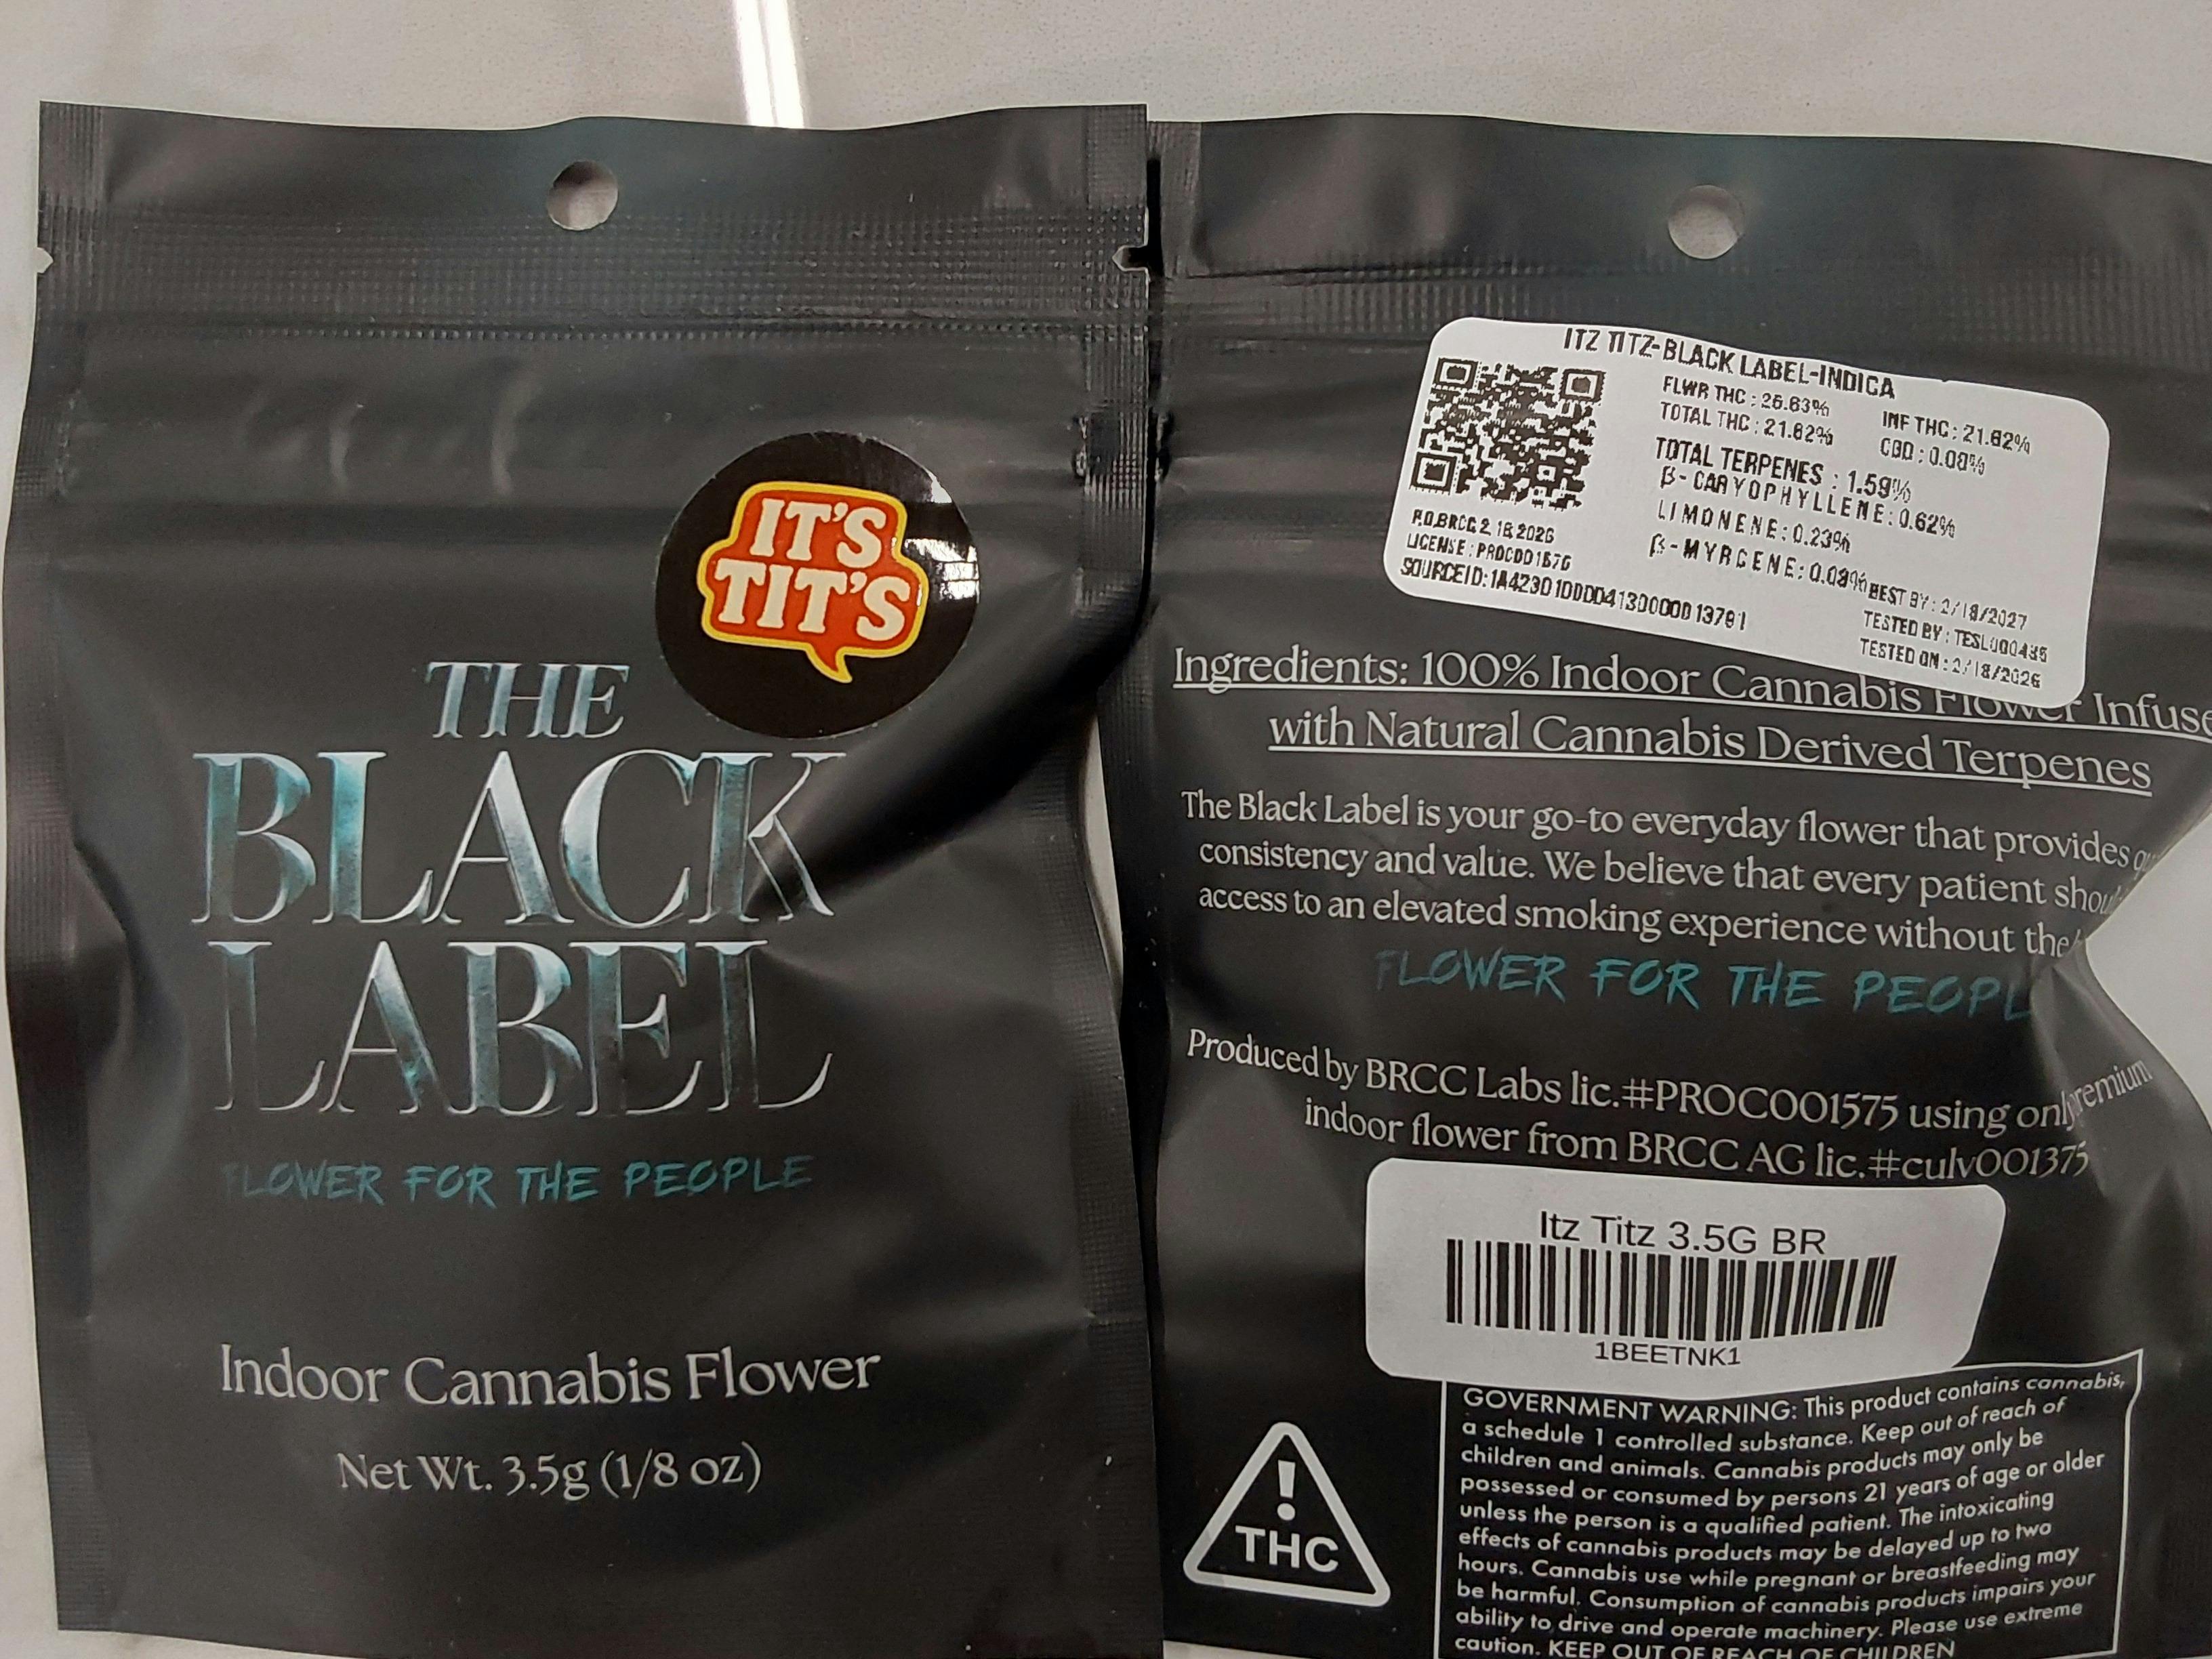 IT'S
TIT'S
THE
BLACK
LABEL
FLOWER FOR THE PEOPLE
Indoor Cannabis Flower
Net Wt. 3.5g (1/8 oz)
ITZ TITZ-BLACK LABEL-INDICA
FLWR THC : 26.63% INF THC : 21.82%
TOTAL THC : 21.82% CBD : 0.08%
TOTAL TERPENES : 1.59%
β-CARYOPHYLLENE: 0.62%
LIMONENE: 0.23%
β-MYRCENE: 0.08%
P.O.BRCC 2.18.2026
LICENSE :
SOURCEID:
BEST BY : 2/18/2027
TESTED BY : TESL000485
TESTED ON : 2/18/2026
Ingredients: 100% Indoor Cannabis Flower
with Natural Cannabis Derived Terpenes
The Black Label is your go-to everyday flower that provides
consistency and value. We believe that every patient
access to an elevated smoking experience without the
FLOWER FOR THE
Produced by BRCC Labs lic.#PROC001575 using
indoor flower from BRCC AG lic.#culv001375
Itz Titz 3.5G BR
1BEETNK1
!
THC
GOVERNMENT WARNING: This product contains cannabis,
a schedule 1 controlled substance. Keep out of reach of
children and animals. Cannabis products may only be
possessed or consumed by persons 21 years of age or older
unless the person is a qualified patient. The intoxicating
effects of cannabis products may be delayed up to two
hours. Cannabis use while pregnant or breastfeeding may
be harmful. Consumption of cannabis products impairs your
ability to drive and operate machinery. Please use extreme
caution. KEEP OUT OF REACH OF CHILDREN